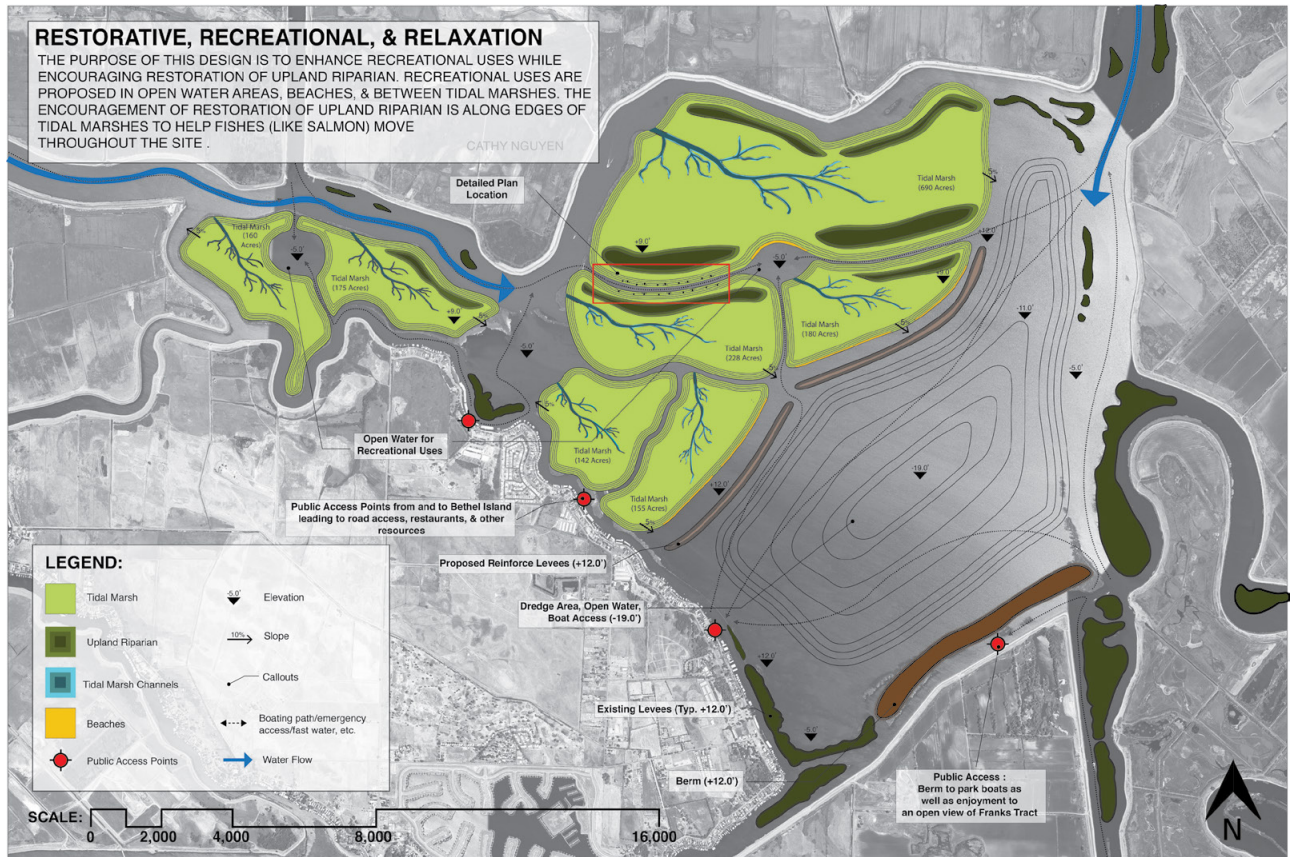 RESTORATIVE, RECREATIONAL, & RELAXATION
THE PURPOSE OF THIS DESIGN IS TO ENHANCE RECREATIONAL USES WHILE
ENCOURAGING RESTORATION OF UPLAND RIPARIAN. RECREATIONAL USES ARE
PROPOSED IN OPEN WATER AREAS, BEACHES, & BETWEEN TIDAL MARSHES. THE
ENCOURAGEMENT OF RESTORATION OF UPLAND RIPARIAN IS ALONG EDGES OF
TIDAL MARSHES TO HELP FISHES (LIKE SALMON) MOVE
THROUGHOUT THE SITE .
CATHY NGUYEN
Detailed Plan
Location
Tidal Marsh
(690 Acres)
5%
Tidal Marsh
(160
Acres)
5%
-5.0'
Tidal Marsh
(175 Acres)
+9.0'
5%
+9.0'
-5.0'
+12.0'
-5.0'
Tidal Marsh
(180 Acres)
5%
-11.0'
-5.0'
Tidal Marsh
(228 Acres)
5%
5%
Tidal Marsh
(142 Acres)
Tidal Marsh
(155 Acres)
5%
+12.0'
-19.0'
Open Water for
Recreational Uses
Public Access Points from and to Bethel Island
leading to road access, restaurants, & other
resources
Proposed Reinforce Levees (+12.0')
Dredge Area, Open Water,
Boat Access (-19.0')
+12.0'
Existing Levees (Typ. +12.0')
-5.0'
Berm (+12.0')
Public Access :
Berm to park boats as
well as enjoyment to
an open view of Franks Tract
LEGEND:
Tidal Marsh
Upland Riparian
Tidal Marsh Channels
Beaches
Public Access Points
-5.0'
Elevation
10%
Slope
Callouts
Boating path/emergency
access/fast water, etc.
Water Flow
SCALE:
0
2,000
4,000
8,000
16,000
N